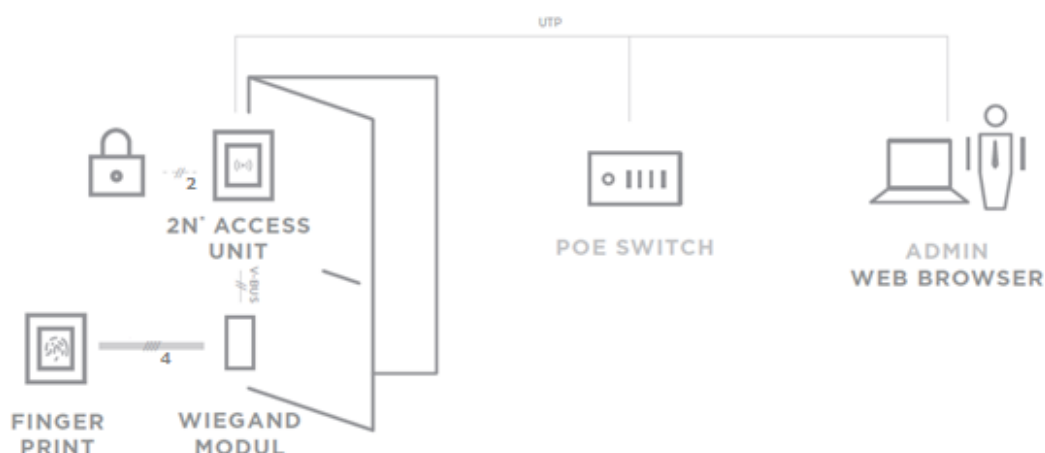 UTP
2
2N° ACCESS
UNIT
POE SWITCH
ADMIN
WEB BROWSER
V-BUS
4
FINGER
PRINT
WIEGAND
MODUL